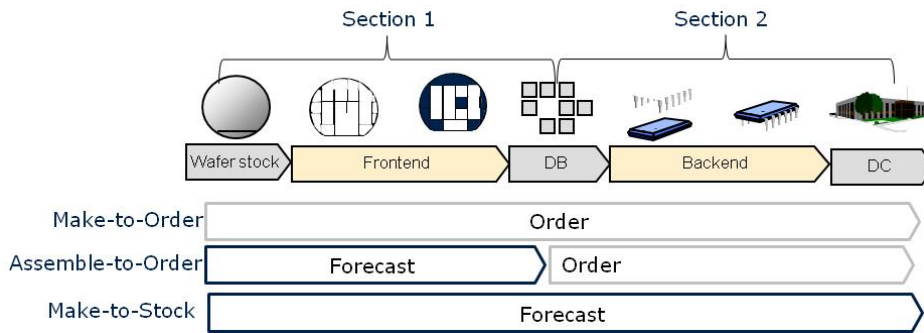 Section 1 Section 2
Wafer stock Frontend DB Backend DC
Make-to-Order Order
Assemble-to-Order Forecast Order
Make-to-Stock Forecast